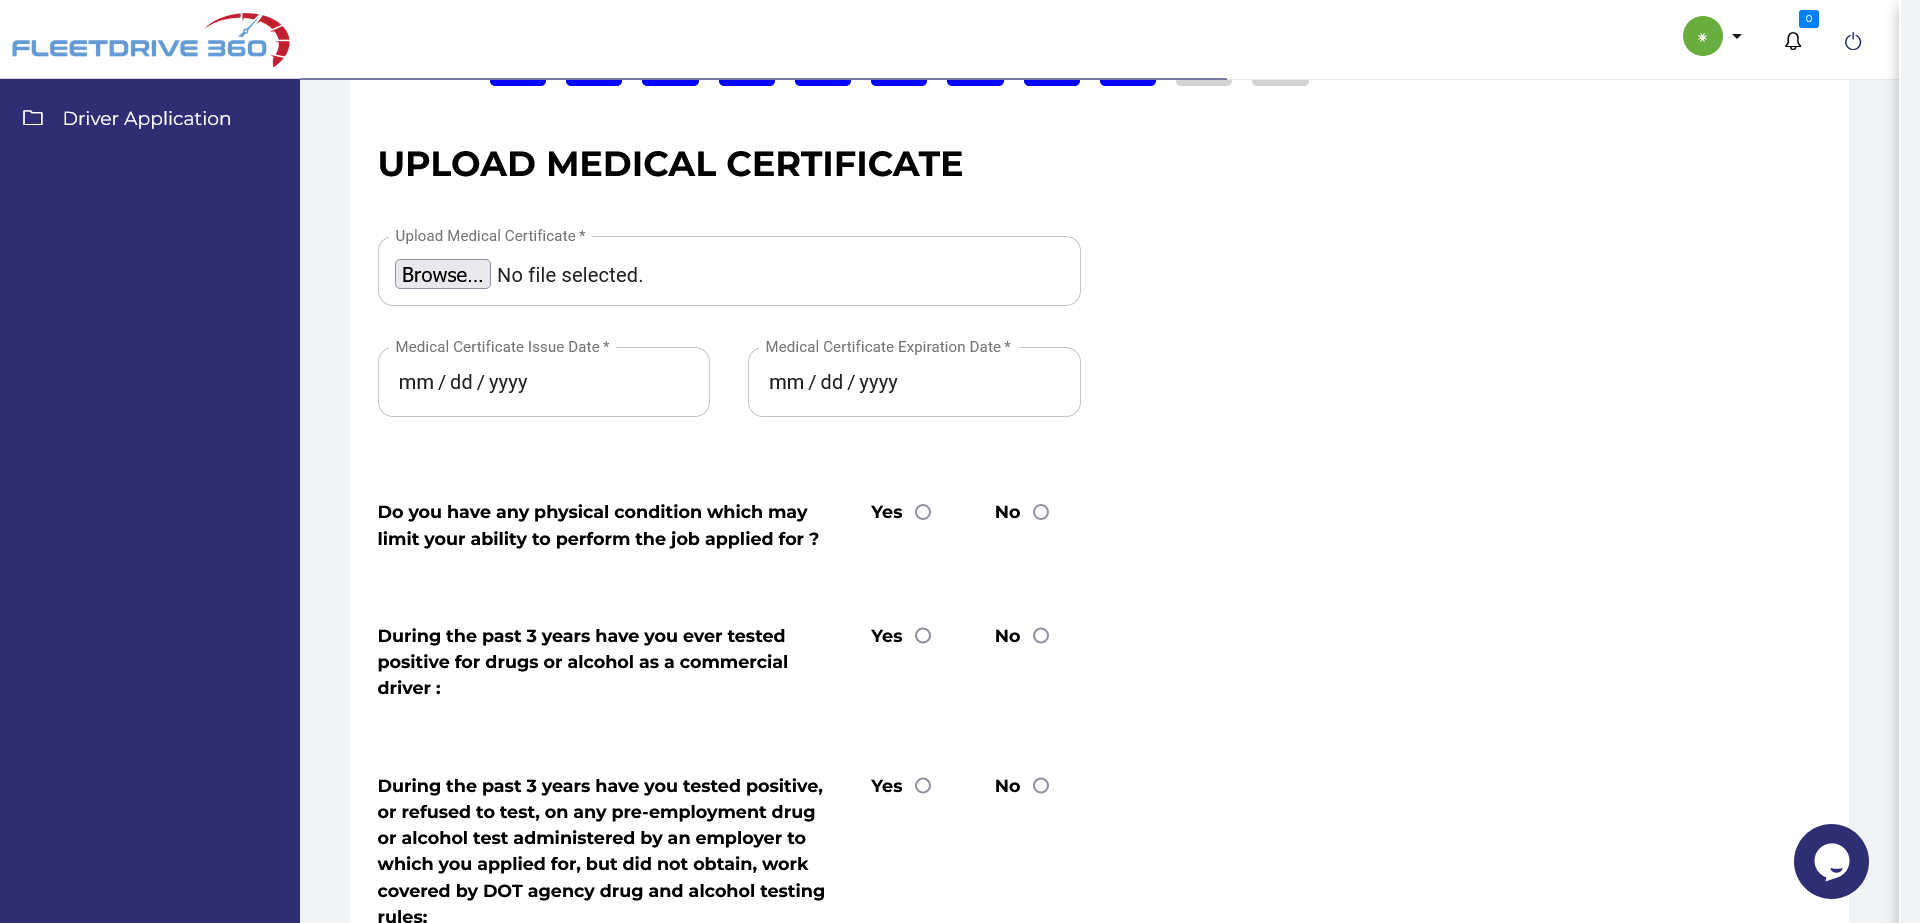 FLEETDRIVE 360
0
Driver Application
UPLOAD MEDICAL CERTIFICATE
Upload Medical Certificate *
Browse... No file selected.
Medical Certificate Issue Date *
Medical Certificate Expiration Date *
mm / dd / yyyy
mm / dd / yyyy
Do you have any physical condition which may
limit your ability to perform the job applied for ?
Yes
No
During the past 3 years have you ever tested
positive for drugs or alcohol as a commercial
driver :
Yes
No
During the past 3 years have you tested positive,
or refused to test, on any pre-employment drug
or alcohol test administered by an employer to
which you applied for, but did not obtain, work
covered by DOT agency drug and alcohol testing
rules:
Yes
No